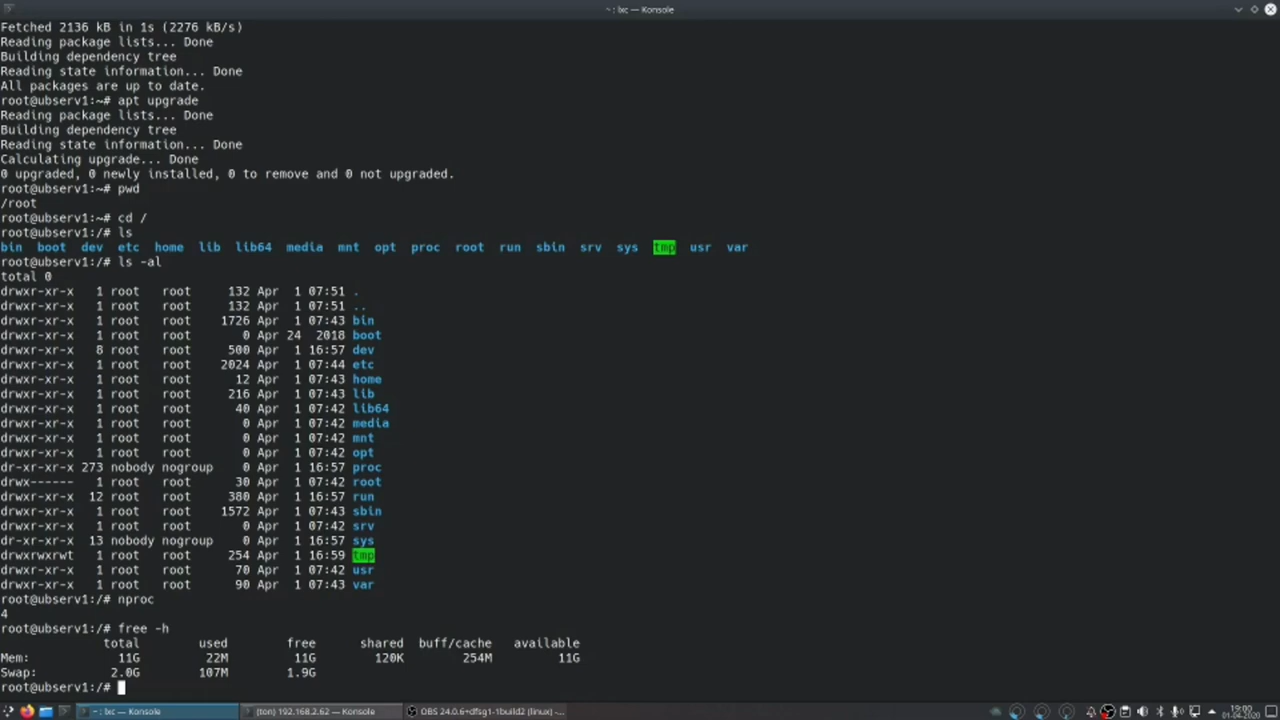 ~ : lxc — Konsole
Fetched 2136 kB in 1s (2276 kB/s)
Reading package lists... Done
Building dependency tree
Reading state information... Done
All packages are up to date.
root@ubserv1:~# apt upgrade
Reading package lists... Done
Building dependency tree
Reading state information... Done
Calculating upgrade... Done
0 upgraded, 0 newly installed, 0 to remove and 0 not upgraded.
root@ubserv1:~# pwd
/root
root@ubserv1:~# cd /
root@ubserv1:/# ls
bin boot dev etc home lib lib64 media mnt opt proc root run sbin srv sys tmp usr var
root@ubserv1:/# ls -al
total 0
drwxr-xr-x 1 root root 132 Apr 1 07:51 .
drwxr-xr-x 1 root root 132 Apr 1 07:51 ..
drwxr-xr-x 1 root root 1726 Apr 1 07:43 bin
drwxr-xr-x 1 root root 0 Apr 24 2018 boot
drwxr-xr-x 8 root root 500 Apr 1 16:57 dev
drwxr-xr-x 1 root root 2024 Apr 1 07:44 etc
drwxr-xr-x 1 root root 12 Apr 1 07:43 home
drwxr-xr-x 1 root root 216 Apr 1 07:43 lib
drwxr-xr-x 1 root root 40 Apr 1 07:42 lib64
drwxr-xr-x 1 root root 0 Apr 1 07:42 media
drwxr-xr-x 1 root root 0 Apr 1 07:42 mnt
drwxr-xr-x 1 root root 0 Apr 1 07:42 opt
dr-xr-xr-x 273 nobody nogroup 0 Apr 1 16:57 proc
drwx------ 1 root root 30 Apr 1 07:42 root
drwxr-xr-x 12 root root 380 Apr 1 16:57 run
drwxr-xr-x 1 root root 1572 Apr 1 07:43 sbin
drwxr-xr-x 1 root root 0 Apr 1 07:42 srv
dr-xr-xr-x 13 nobody nogroup 0 Apr 1 16:57 sys
drwxrwxrwt 1 root root 254 Apr 1 16:59 tmp
drwxr-xr-x 1 root root 70 Apr 1 07:42 usr
drwxr-xr-x 1 root root 90 Apr 1 07:43 var
root@ubserv1:/# nproc
4
root@ubserv1:/# free -h
total used free shared buff/cache available
Mem: 11G 22M 11G 120K 254M 11G
Swap: 2.0G 107M 1.9G
root@ubserv1:/#
~ : lxc — Konsole
(ton) 192.168.2.62 — Konsole
OBS 24.0.6+dfsg1-1build2 (linux) -...
19:00
01-04-2020